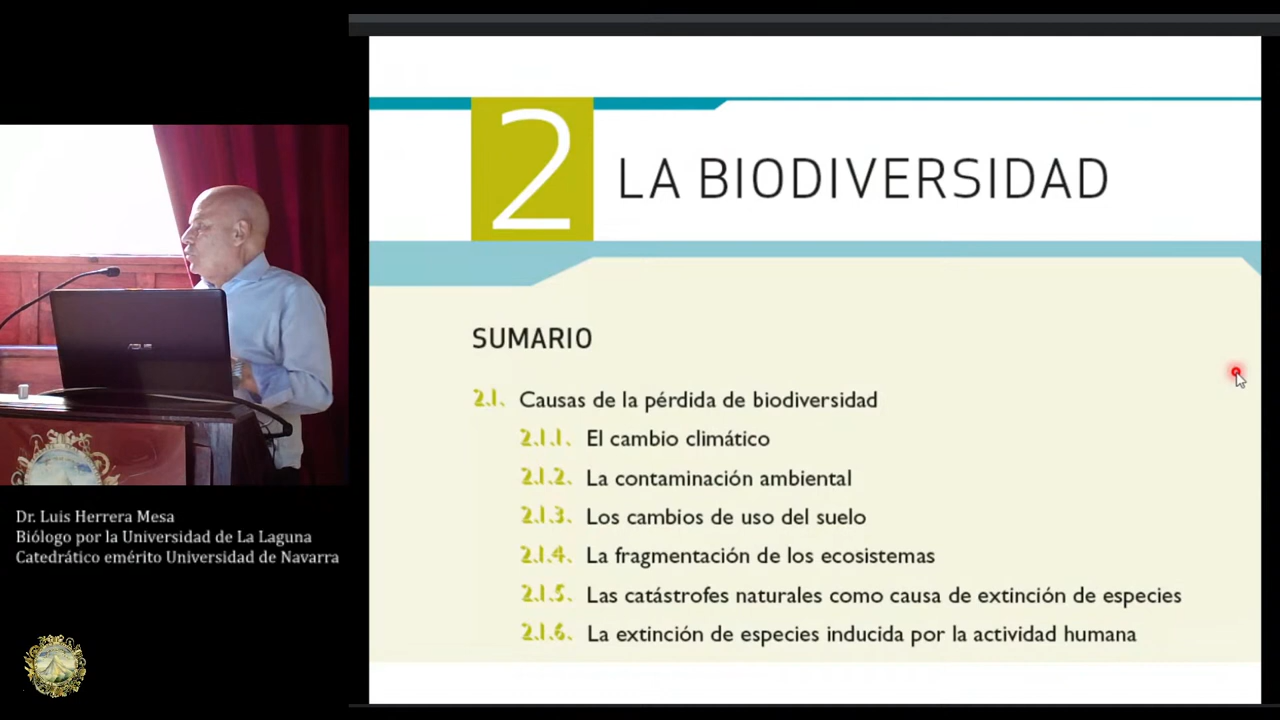 2
LA BIODIVERSIDAD
SUMARIO
2.1. Causas de la pérdida de biodiversidad
2.1.1. El cambio climático
2.1.2. La contaminación ambiental
2.1.3. Los cambios de uso del suelo
2.1.4. La fragmentación de los ecosistemas
2.1.5. Las catástrofes naturales como causa de extinción de especies
2.1.6. La extinción de especies inducida por la actividad humana
ASUS
Dr. Luis Herrera Mesa
Biólogo por la Universidad de La Laguna
Catedrático emérito Universidad de Navarra